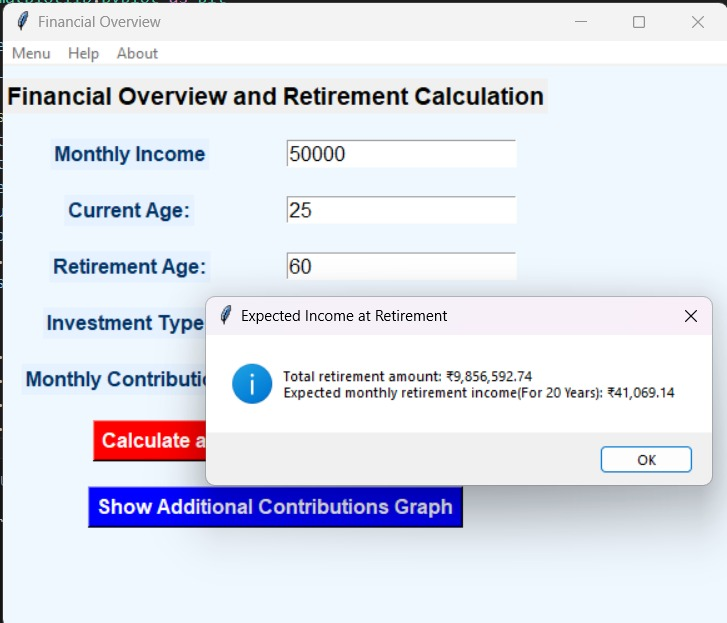 Financial Overview
Menu Help About
Financial Overview and Retirement Calculation
Monthly Income 50000
Current Age: 25
Retirement Age: 60
Investment Type
Expected Income at Retirement
Total retirement amount: ₹9,856,592.74
Expected monthly retirement income(For 20 Years): ₹41,069.14
OK
Monthly
Calculate
Show Additional Contributions Graph